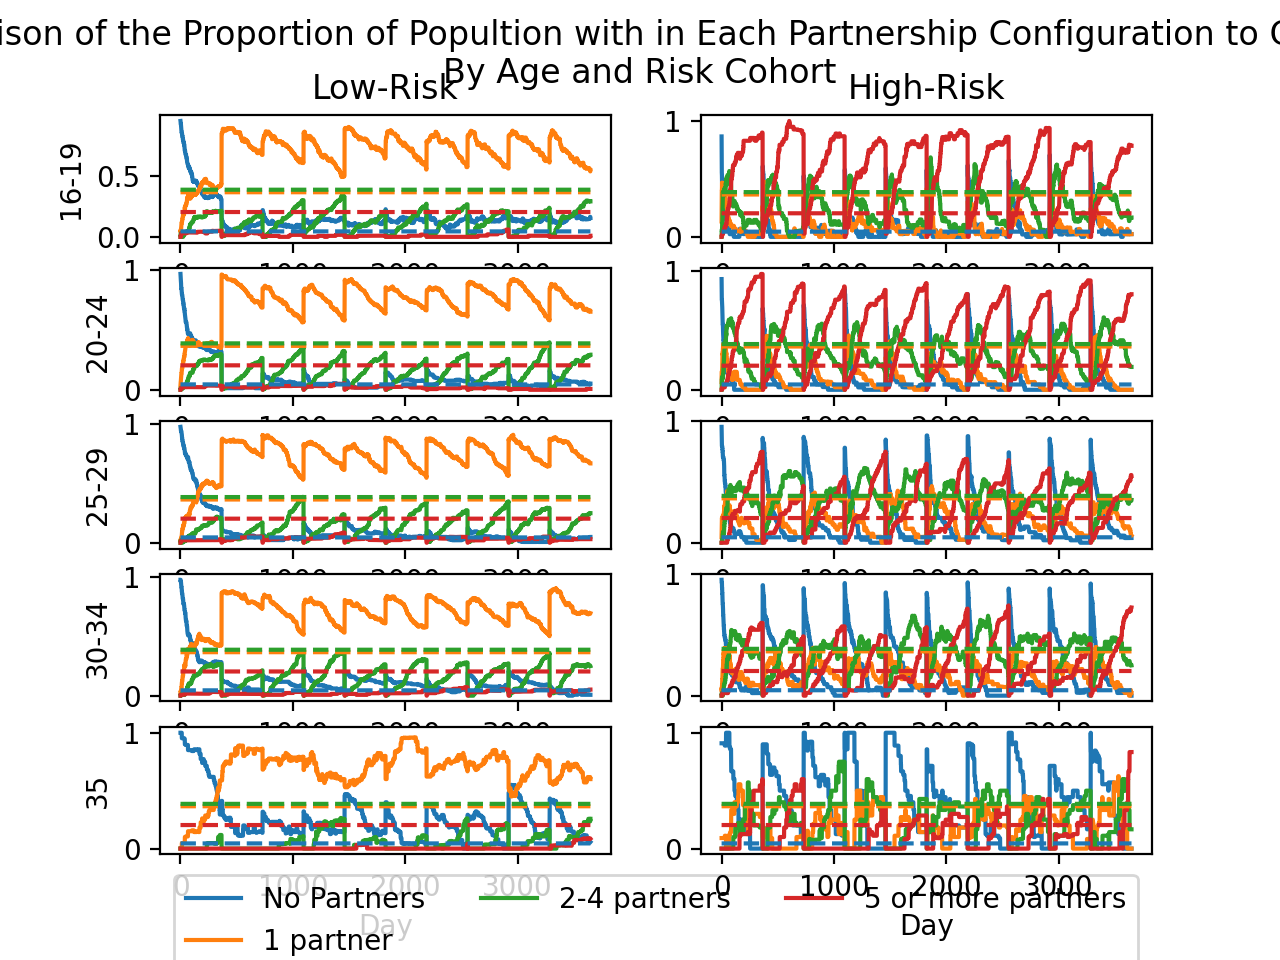 ison of the Proportion of Popultion with in Each Partnership Configuration to
By Age and Risk Cohort
Low-Risk High-Risk
16-19
0.5
0.0
1
0
20-24
1
0
1
0
25-29
1
0
1
0
30-34
1
0
1
0
35
1
0
1
0
0 1000 2000 3000
0 1000 2000 3000
Day
Day
No Partners 2-4 partners 5 or more partners
1 partner